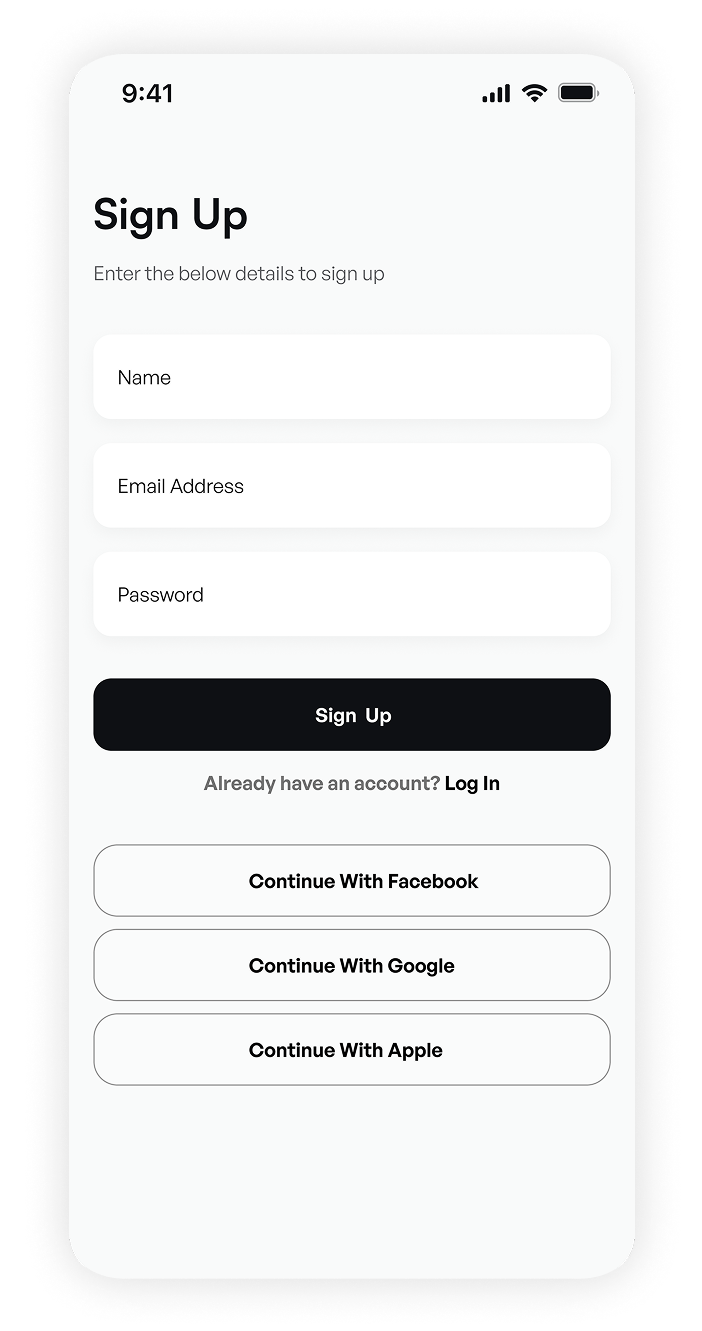 9:41
Sign Up
Enter the below details to sign up
Name
Email Address
Password
Sign Up
Already have an account? Log In
Continue With Facebook
Continue With Google
Continue With Apple